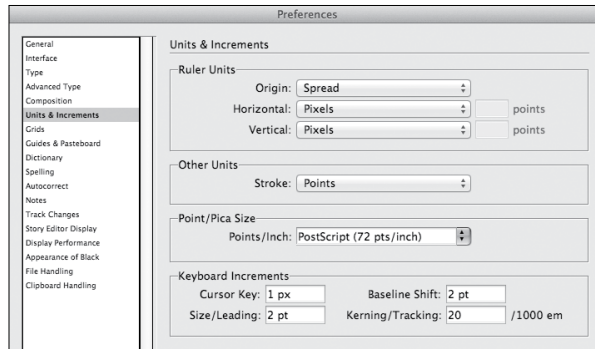 Preferences
General
Interface
Type
Advanced Type
Composition
Units & Increments
Grids
Guides & Pasteboard
Dictionary
Spelling
Autocorrect
Notes
Track Changes
Story Editor Display
Display Performance
Appearance of Black
File Handling
Clipboard Handling
Units & Increments
Ruler Units
Origin: Spread
Horizontal: Pixels points
Vertical: Pixels points
Other Units
Stroke: Points
Point/Pica Size
Points/Inch: PostScript (72 pts/inch)
Keyboard Increments
Cursor Key: 1 px Baseline Shift: 2 pt
Size/Leading: 2 pt Kerning/Tracking: 20 /1000 em